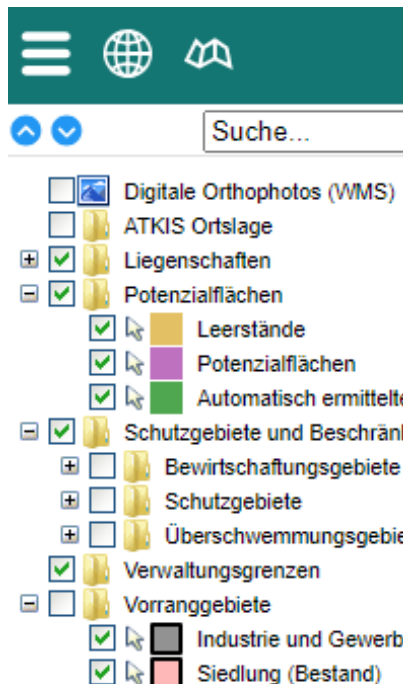 Suche...
Digitale Orthophotos (WMS)
ATKIS Ortslage
Liegenschaften
Potenzialflächen
Leerstände
Potenzialflächen
Automatisch ermittelte
Schutzgebiete und Beschränk
Bewirtschaftungsgebiete
Schutzgebiete
Überschwemmungsgebie
Verwaltungsgrenzen
Vorranggebiete
Industrie und Gewerb
Siedlung (Bestand)